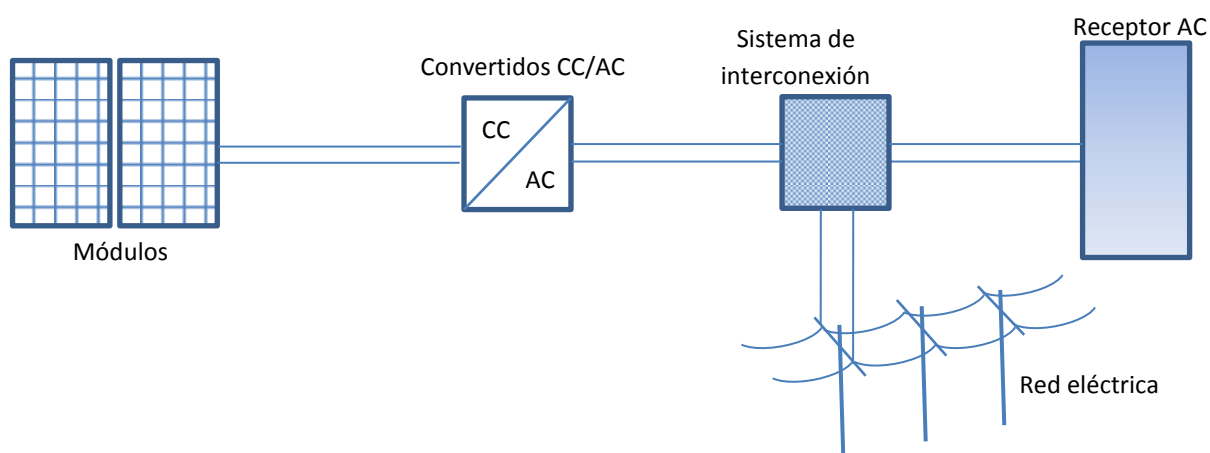 Módulos
Convertidos CC/AC
CC
AC
Sistema de
interconexión
Receptor AC
Red eléctrica